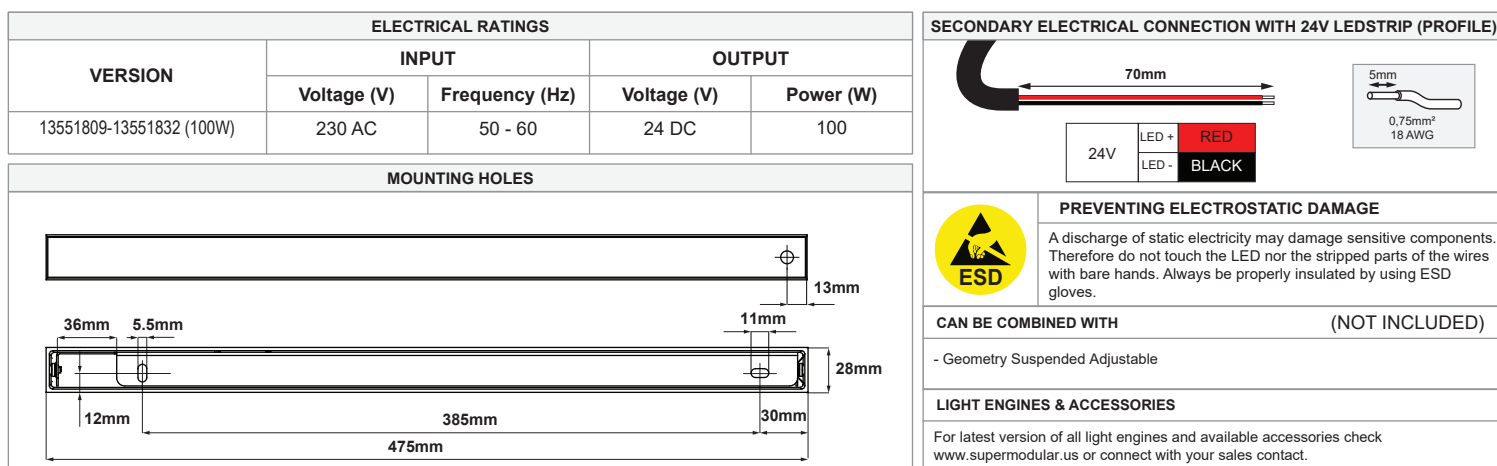 ELECTRICAL RATINGS
VERSION
INPUT
OUTPUT
Voltage (V)
Frequency (Hz)
Voltage (V)
Power (W)
13551809-13551832 (100W)
230 AC
50 - 60
24 DC
100
MOUNTING HOLES
13mm
36mm
5.5mm
11mm
28mm
12mm
385mm
30mm
475mm
SECONDARY ELECTRICAL CONNECTION WITH 24V LEDSTRIP (PROFILE)
70mm
5mm
0,75mm²
18 AWG
24V
LED +
RED
LED -
BLACK
ESD
PREVENTING ELECTROSTATIC DAMAGE
A discharge of static electricity may damage sensitive components.
Therefore do not touch the LED nor the stripped parts of the wires
with bare hands. Always be properly insulated by using ESD
gloves.
CAN BE COMBINED WITH
(NOT INCLUDED)
- Geometry Suspended Adjustable
LIGHT ENGINES & ACCESSORIES
For latest version of all light engines and available accessories check
www.supermodular.us or connect with your sales contact.